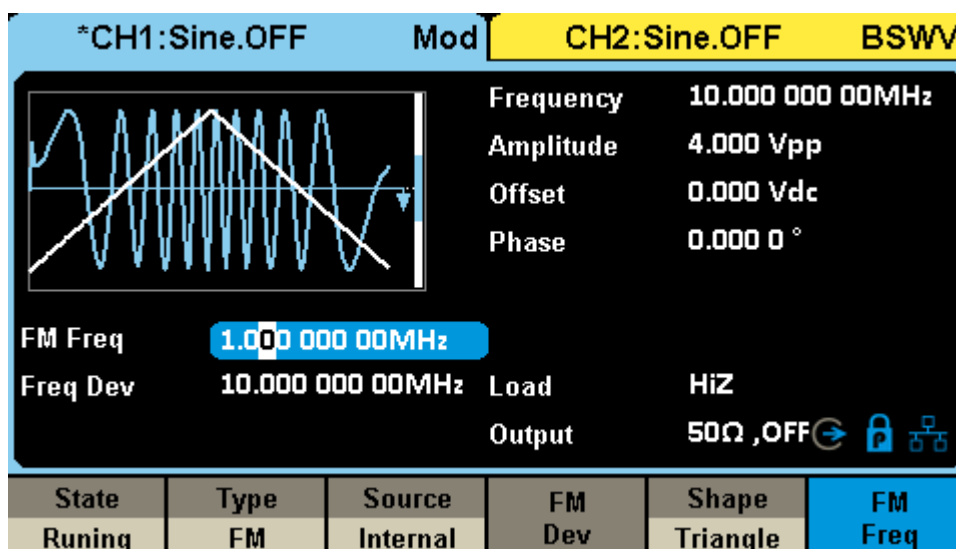 *CH1:Sine.OFF Mod
CH2:Sine.OFF BSWV
Frequency 10.000 000 00MHz
Amplitude 4.000 Vpp
Offset 0.000 Vdc
Phase 0.000 0 °
FM Freq 1.000 000 00MHz
Freq Dev 10.000 000 00MHz
Load HiZ
Output 50Ω ,OFF
P
State Type Source FM Dev Shape FM Freq
Runing FM Internal Triangle